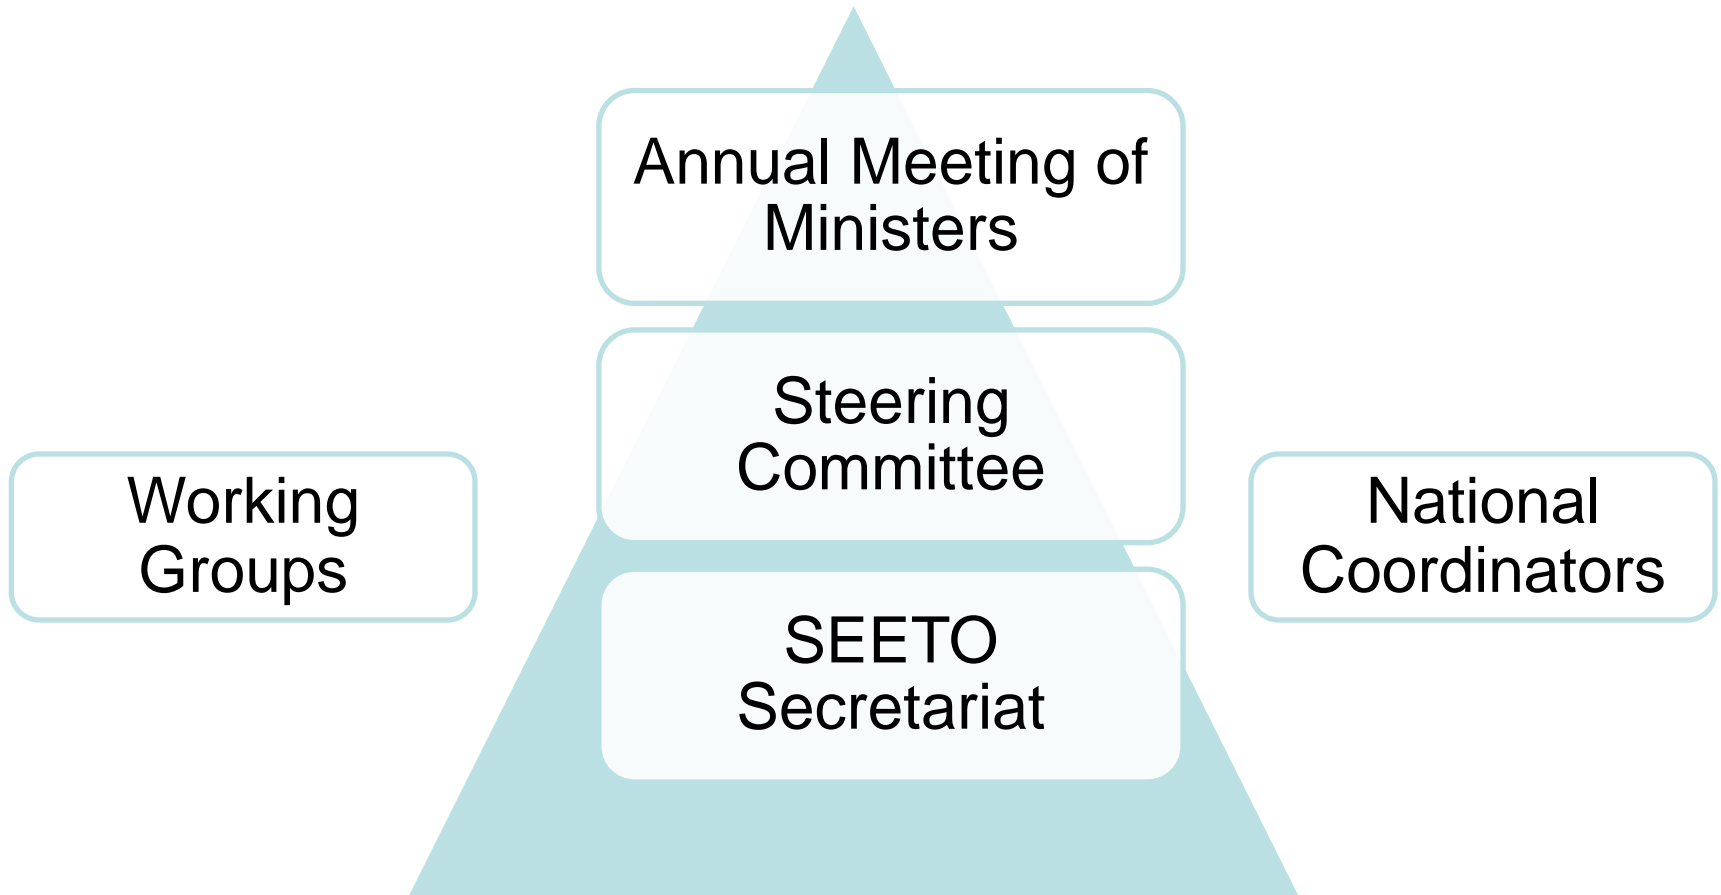 Annual Meeting of
Ministers
Steering
Committee
Working
Groups
National
Coordinators
SEETO
Secretariat